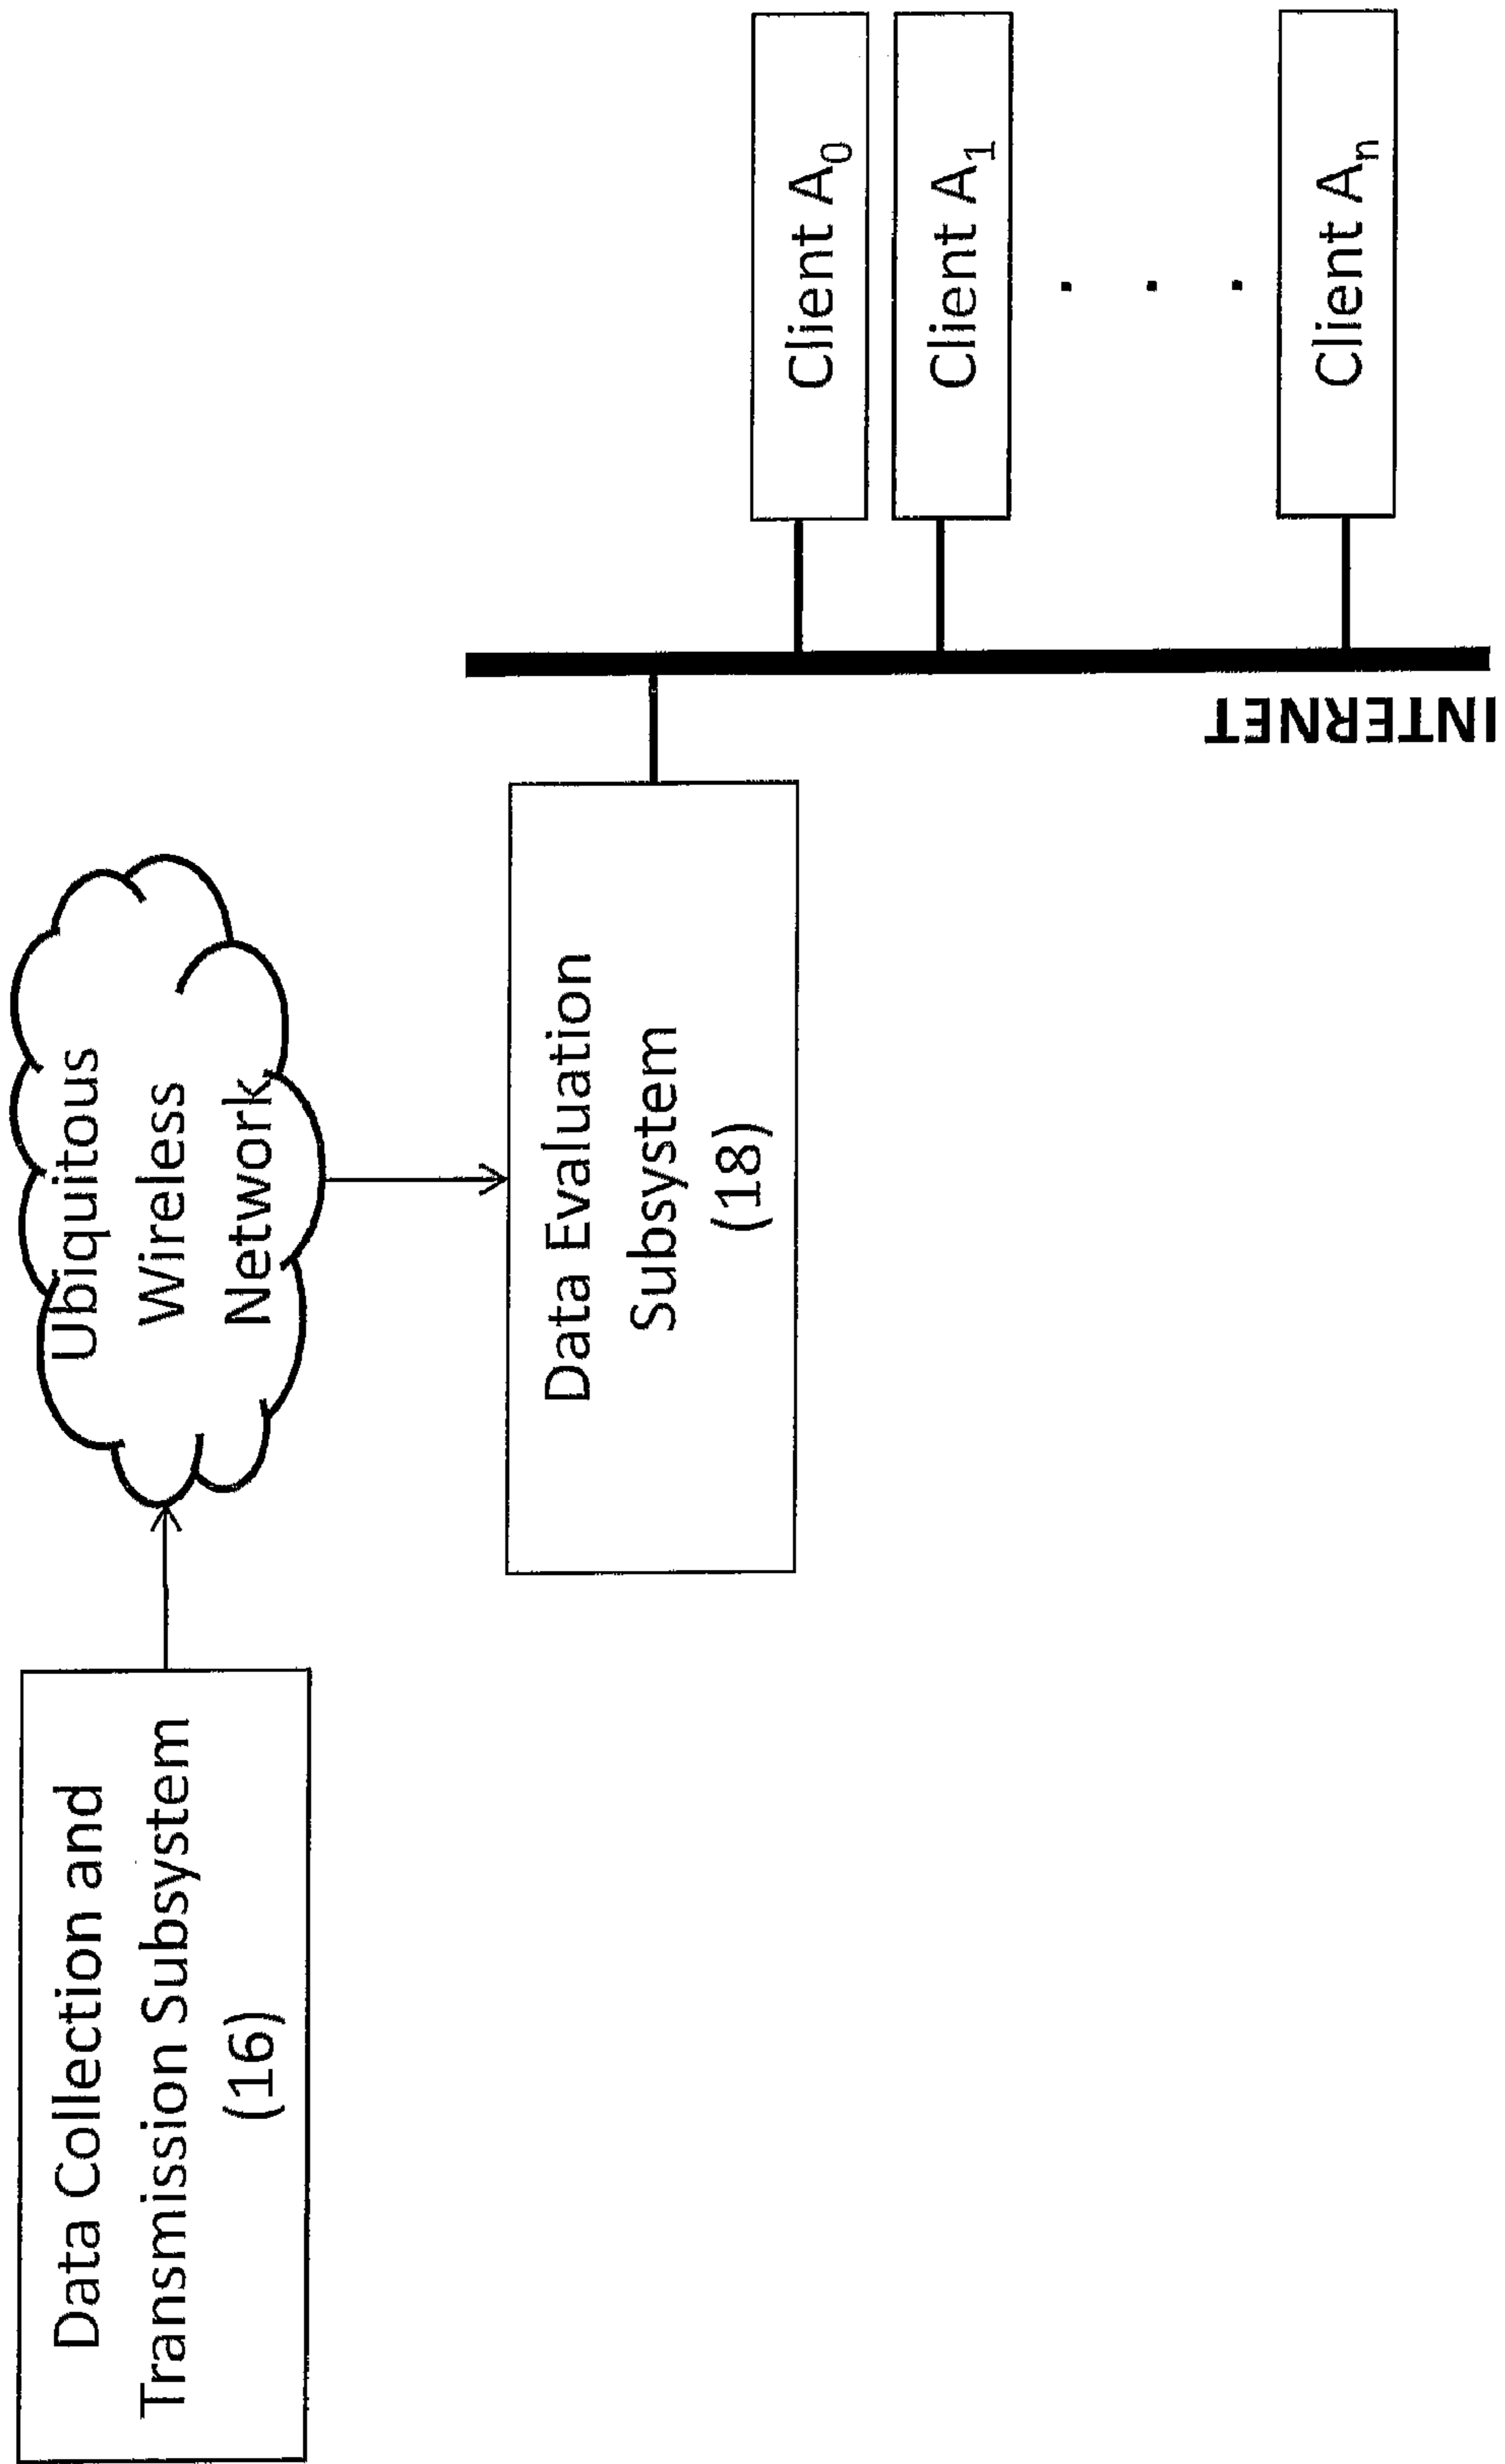 Data Collection and
Transmission Subsystem
(16)
Ubiquitous
Wireless
Network
Data Evaluation
Subsystem
(18)
INTERNET
Client A₀
Client A₁
. . .
Client Aₙ